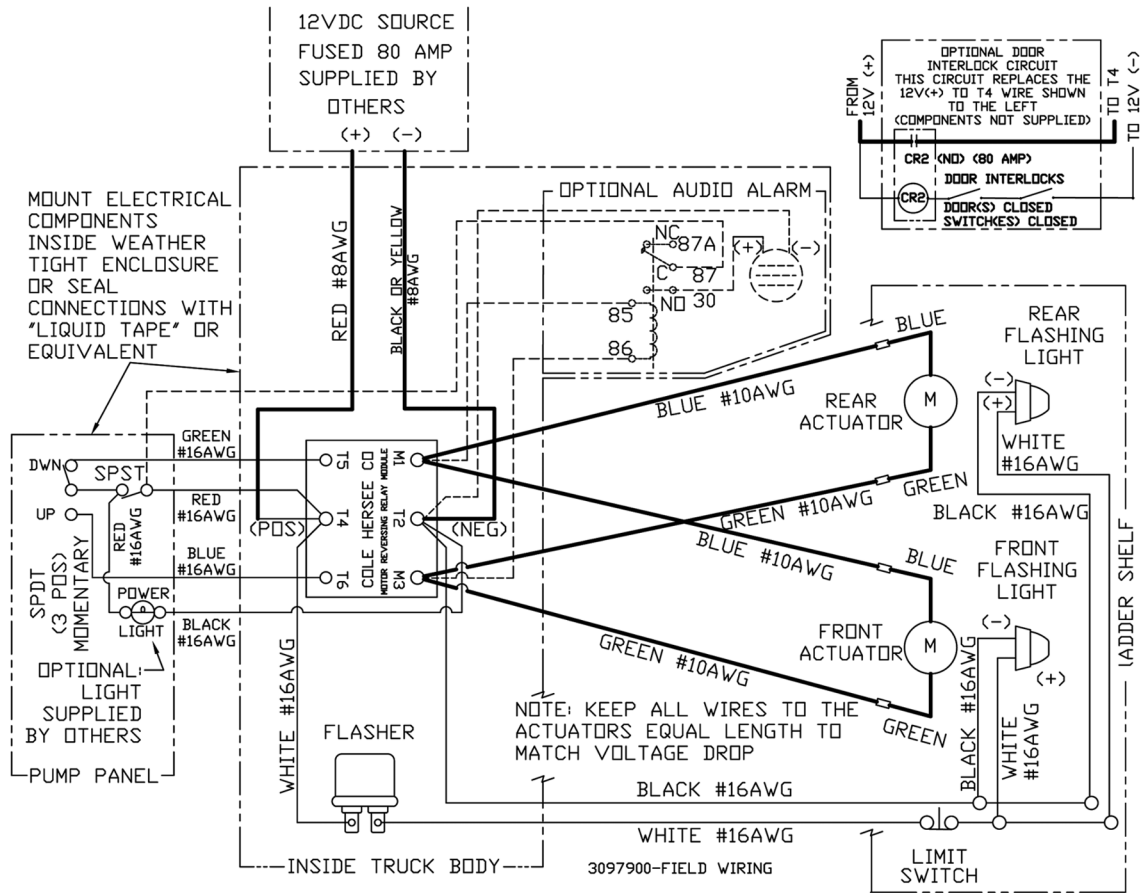 12VDC SOURCE
FUSED 80 AMP
SUPPLIED BY
OTHERS
(+)
(-)
OPTIONAL DOOR
INTERLOCK CIRCUIT
THIS CIRCUIT REPLACES THE
12V(+) TO T4 WIRE SHOWN
TO THE LEFT
(COMPONENTS NOT SUPPLIED)
FROM
12V (+)
TO T4
TO 12V (-)
CR2 (NO) (80 AMP)
DOOR INTERLOCKS
CR2
DOOR(S) CLOSED
SWITCH(ES) CLOSED
MOUNT ELECTRICAL
COMPONENTS
INSIDE WEATHER
TIGHT ENCLOSURE
OR SEAL
CONNECTIONS WITH
"LIQUID TAPE" OR
EQUIVALENT
RED #8AWG
BLACK OR YELLOW
#8AWG
OPTIONAL AUDIO ALARM
NC
87A
(+)
(-)
C
87
NO
30
85
86
BLUE
REAR
FLASHING
LIGHT
BLUE #10AWG
REAR
ACTUATOR
M
(-)
(+)
WHITE
#16AWG
GREEN
#16AWG
DWN
SPST
T5
M1
RED
#16AWG
RED
#16AWG
UP
(POS)
T4
T2
(NEG)
COLE HERSEE CO
MOTOR REVERSING RELAY MODULE
GREEN #10AWG
GREEN
BLACK #16AWG
BLUE #10AWG
BLUE
FRONT
FLASHING
LIGHT
BLUE
#16AWG
T6
M3
SPDT
(3 POS)
MOMENTARY
POWER
LIGHT
BLACK
#16AWG
GREEN #10AWG
FRONT
ACTUATOR
M
(-)
(+)
LADDER SHELF
OPTIONAL:
LIGHT
SUPPLIED
BY OTHERS
PUMP PANEL
WHITE #16AWG
FLASHER
NOTE: KEEP ALL WIRES TO THE
ACTUATORS EQUAL LENGTH TO
MATCH VOLTAGE DROP
GREEN
BLACK #16AWG
WHITE
#16AWG
BLACK #16AWG
WHITE #16AWG
LIMIT
SWITCH
INSIDE TRUCK BODY
3097900-FIELD WIRING